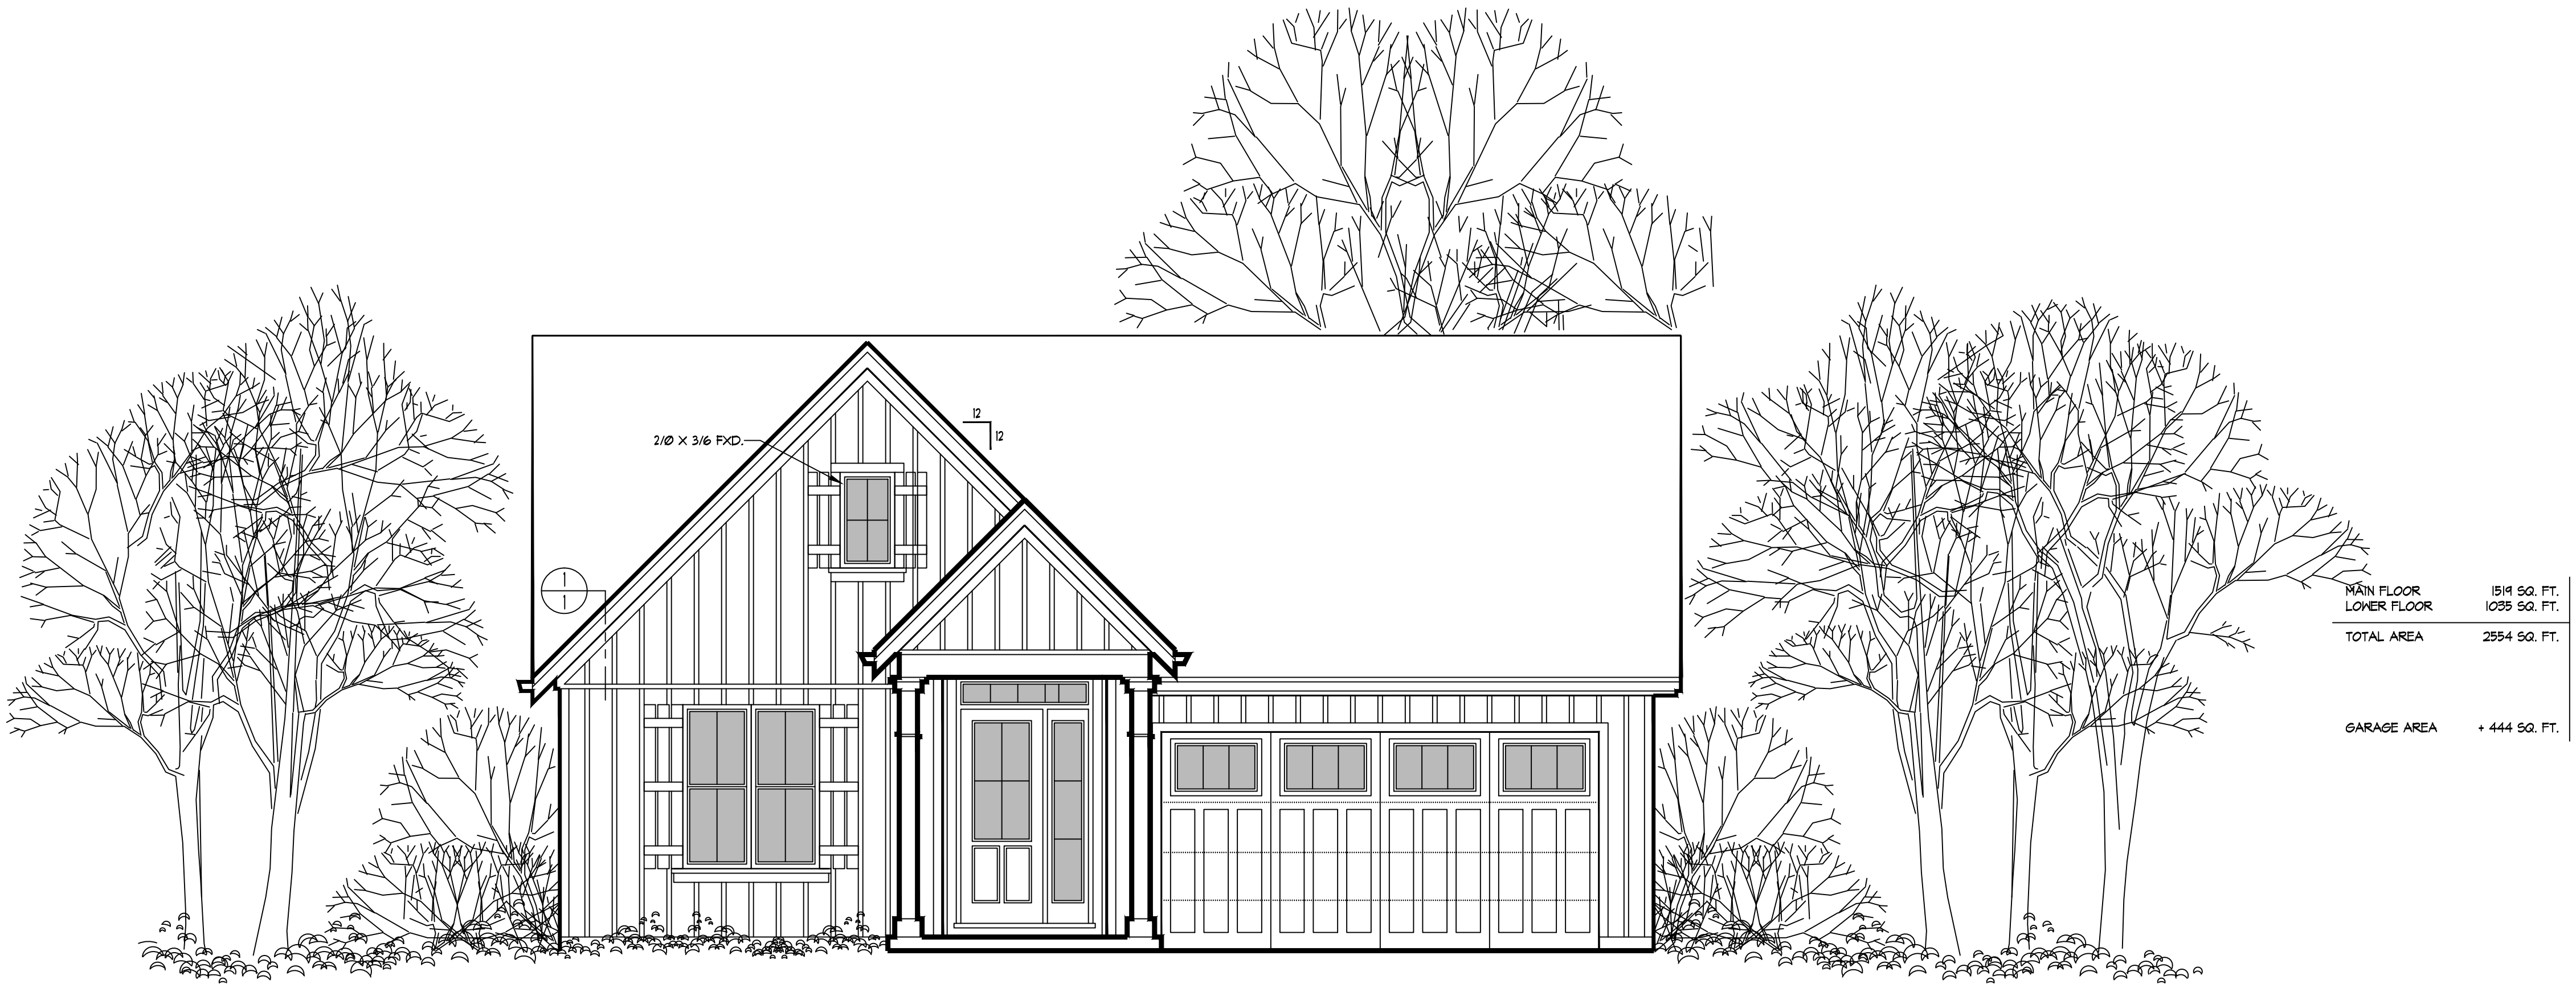 12
12
2/0 X 3/6 FXD.
1
1
MAIN FLOOR 1519 SQ. FT.
LOWER FLOOR 1035 SQ. FT.
TOTAL AREA 2554 SQ. FT.
GARAGE AREA + 444 SQ. FT.